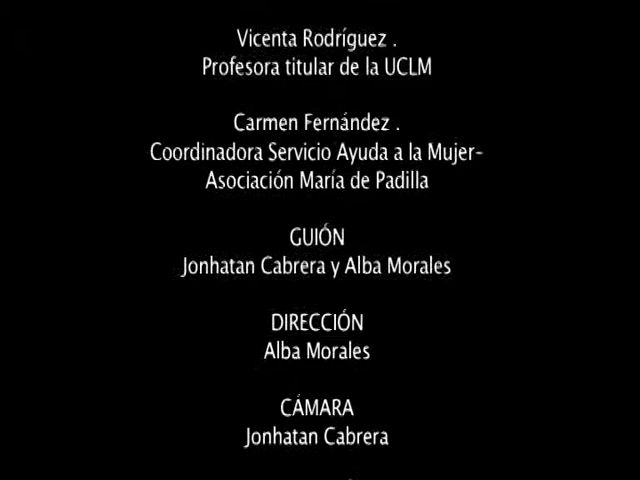 Vicenta Rodríguez .
Profesora titular de la UCLM
Carmen Fernández .
Coordinadora Servicio Ayuda a la Mujer-
Asociación María de Padilla
GUIÓN
Jonhatan Cabrera y Alba Morales
DIRECCIÓN
Alba Morales
CÁMARA
Jonhatan Cabrera